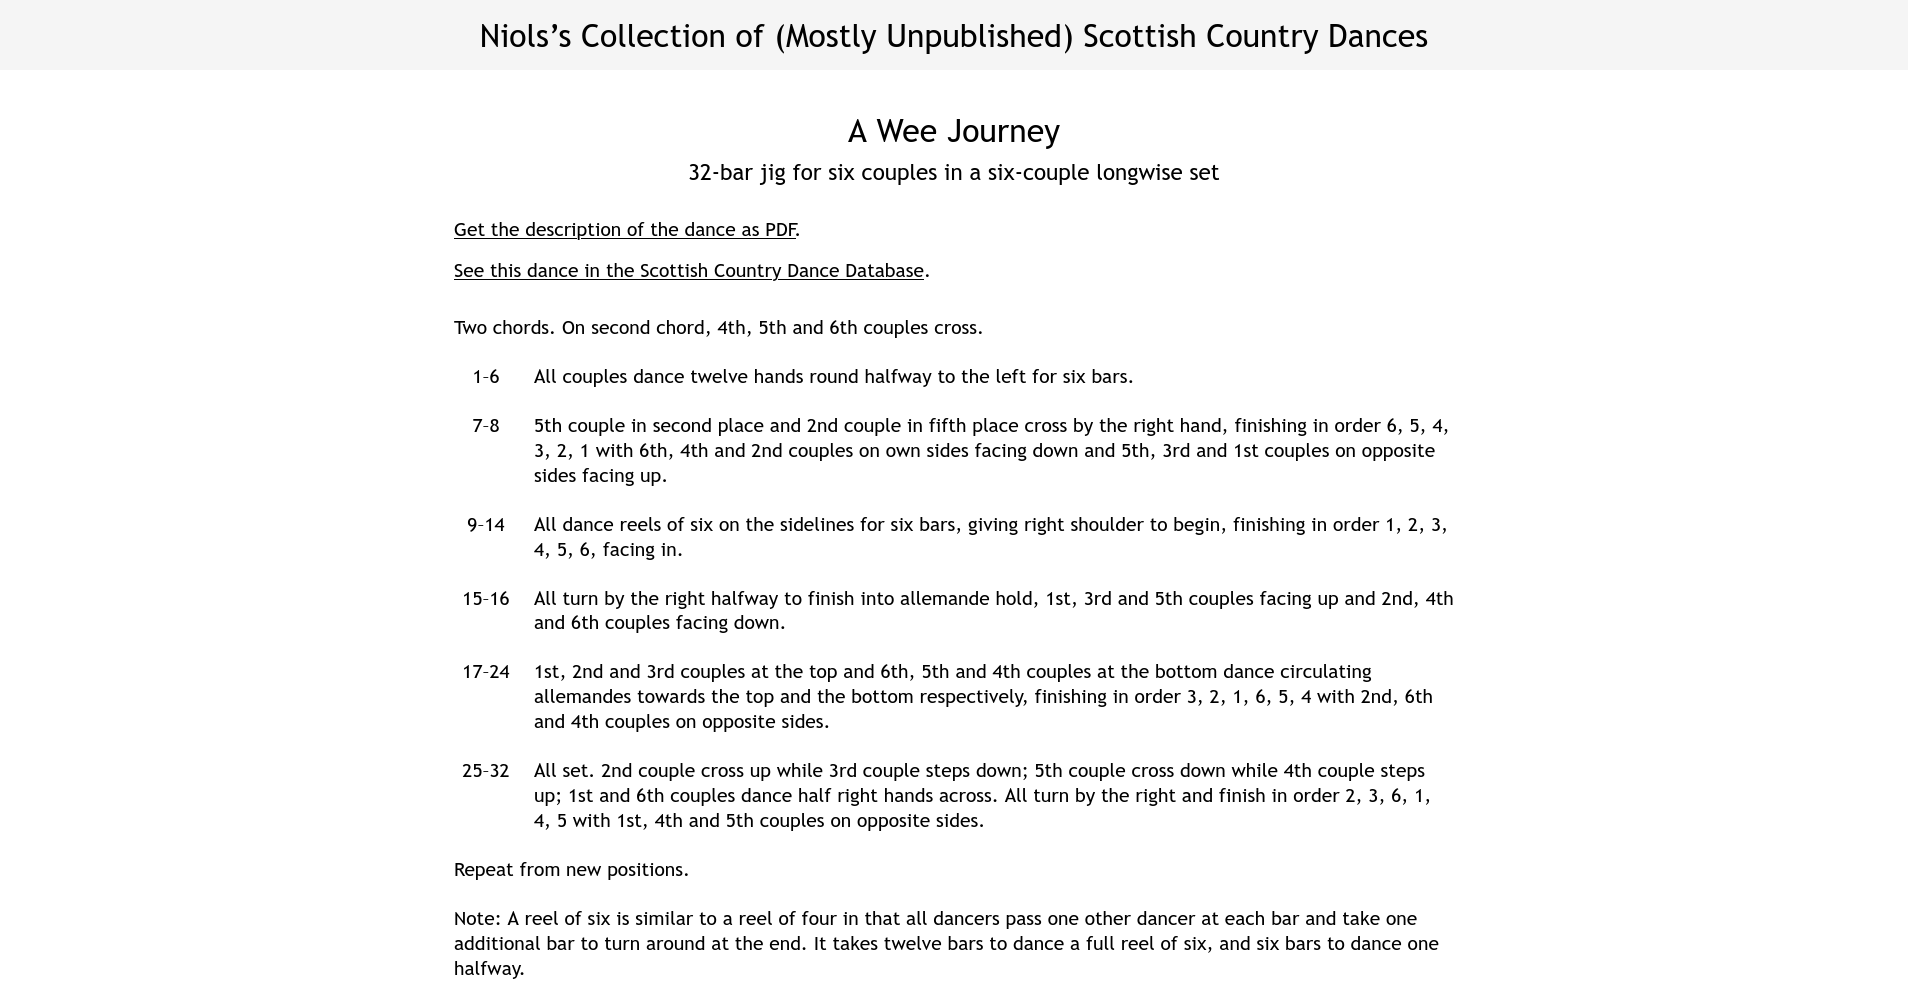 Niols’s Collection of (Mostly Unpublished) Scottish Country Dances
A Wee Journey
32-bar jig for six couples in a six-couple longwise set
Get the description of the dance as PDF.
See this dance in the Scottish Country Dance Database.
Two chords. On second chord, 4th, 5th and 6th couples cross.
1–6 All couples dance twelve hands round halfway to the left for six bars.
7–8 5th couple in second place and 2nd couple in fifth place cross by the right hand, finishing in order 6, 5, 4,
3, 2, 1 with 6th, 4th and 2nd couples on own sides facing down and 5th, 3rd and 1st couples on opposite
sides facing up.
9–14 All dance reels of six on the sidelines for six bars, giving right shoulder to begin, finishing in order 1, 2, 3,
4, 5, 6, facing in.
15–16 All turn by the right halfway to finish into allemande hold, 1st, 3rd and 5th couples facing up and 2nd, 4th
and 6th couples facing down.
17–24 1st, 2nd and 3rd couples at the top and 6th, 5th and 4th couples at the bottom dance circulating
allemandes towards the top and the bottom respectively, finishing in order 3, 2, 1, 6, 5, 4 with 2nd, 6th
and 4th couples on opposite sides.
25–32 All set. 2nd couple cross up while 3rd couple steps down; 5th couple cross down while 4th couple steps
up; 1st and 6th couples dance half right hands across. All turn by the right and finish in order 2, 3, 6, 1,
4, 5 with 1st, 4th and 5th couples on opposite sides.
Repeat from new positions.
Note: A reel of six is similar to a reel of four in that all dancers pass one other dancer at each bar and take one
additional bar to turn around at the end. It takes twelve bars to dance a full reel of six, and six bars to dance one
halfway.